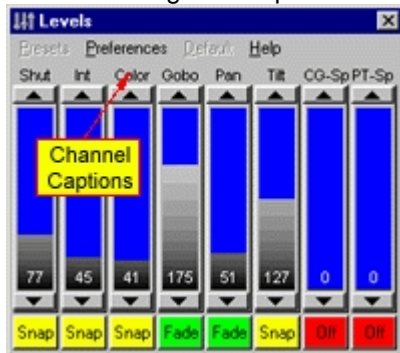 Levels
Presets Preferences Default Help
Shut Int Color Gobo Pan Tilt CG-Sp PT-Sp
Channel
Captions
77 45 41 175 51 127 0 0
Snap Snap Snap Fade Fade Snap Off Off